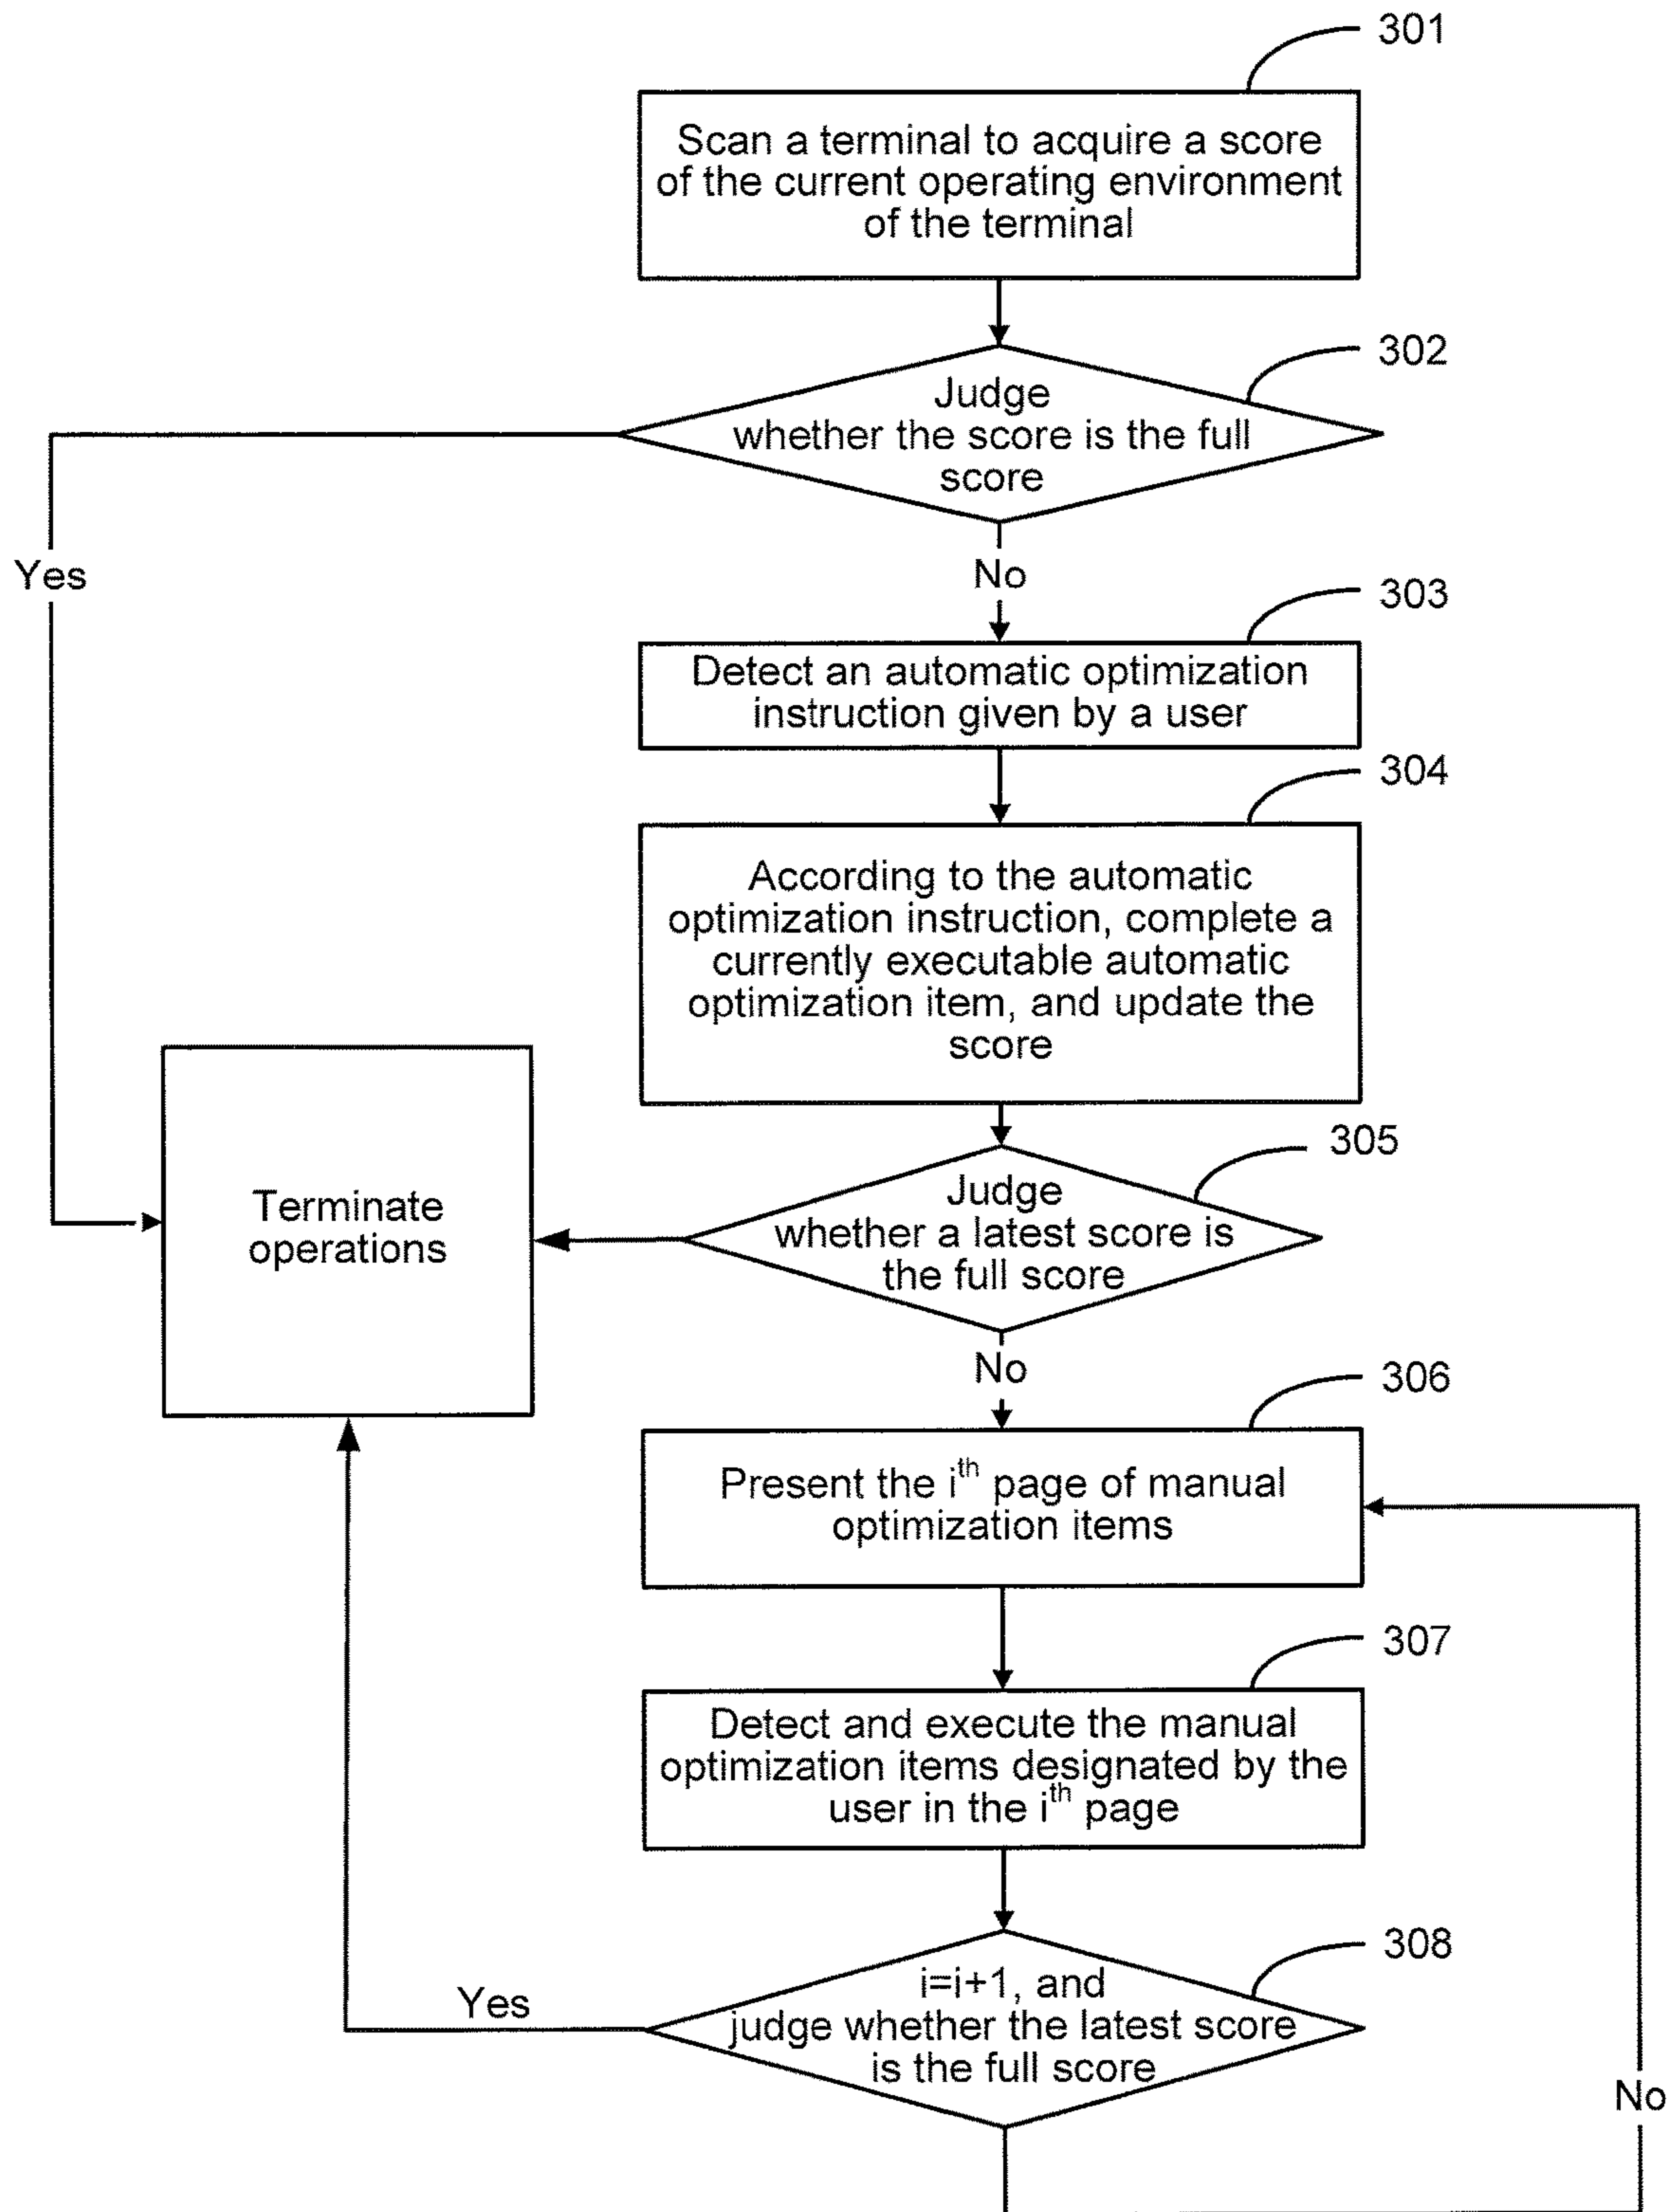 301
Scan a terminal to acquire a score
of the current operating environment
of the terminal
302
Judge
whether the score is the full
score
Yes
No
303
Detect an automatic optimization
instruction given by a user
304
According to the automatic
optimization instruction, complete a
currently executable automatic
optimization item, and update the
score
305
Judge
whether a latest score is
the full score
Terminate
operations
No
306
Present the ith page of manual
optimization items
307
Detect and execute the manual
optimization items designated by the
user in the ith page
308
i=i+1, and
judge whether the latest score
is the full score
Yes
No